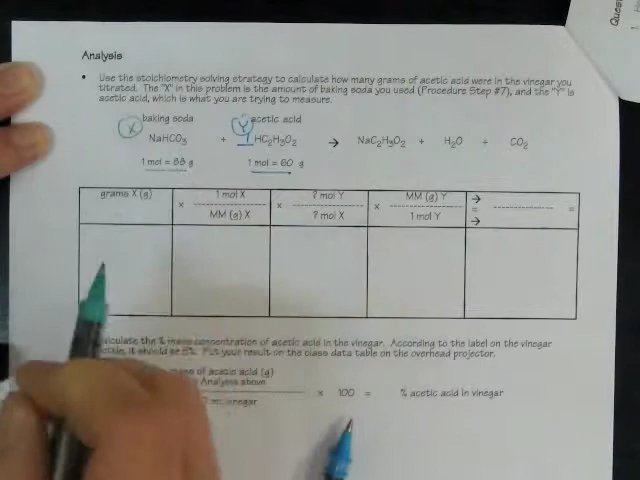 Analysis
Use the stoichiometry solving strategy to calculate how many grams of acetic acid were in the vinegar you
titrated. The "X" in this problem is the amount of baking soda you used (Procedure Step #7), and the "Y" is
acetic acid, which is what you are trying to measure.
X baking soda Y acetic acid
NaHCO3 + 1 HC2H3O2 → NaC2H3O2 + H2O + CO2
1 mol = 88 g 1 mol = 60 g
grams X (g) x 1 mol X x ? mol Y x MM (g) Y → =
MM (g) X ? mol X 1 mol Y = →
alculate the % mass concentration of acetic acid in the vinegar. According to the label on the vinegar
it should be 5%. Put your result on the class data table on the overhead projector.
of acetic acid (g)
Analysis above x 100 = % acetic acid in vinegar
vinegar